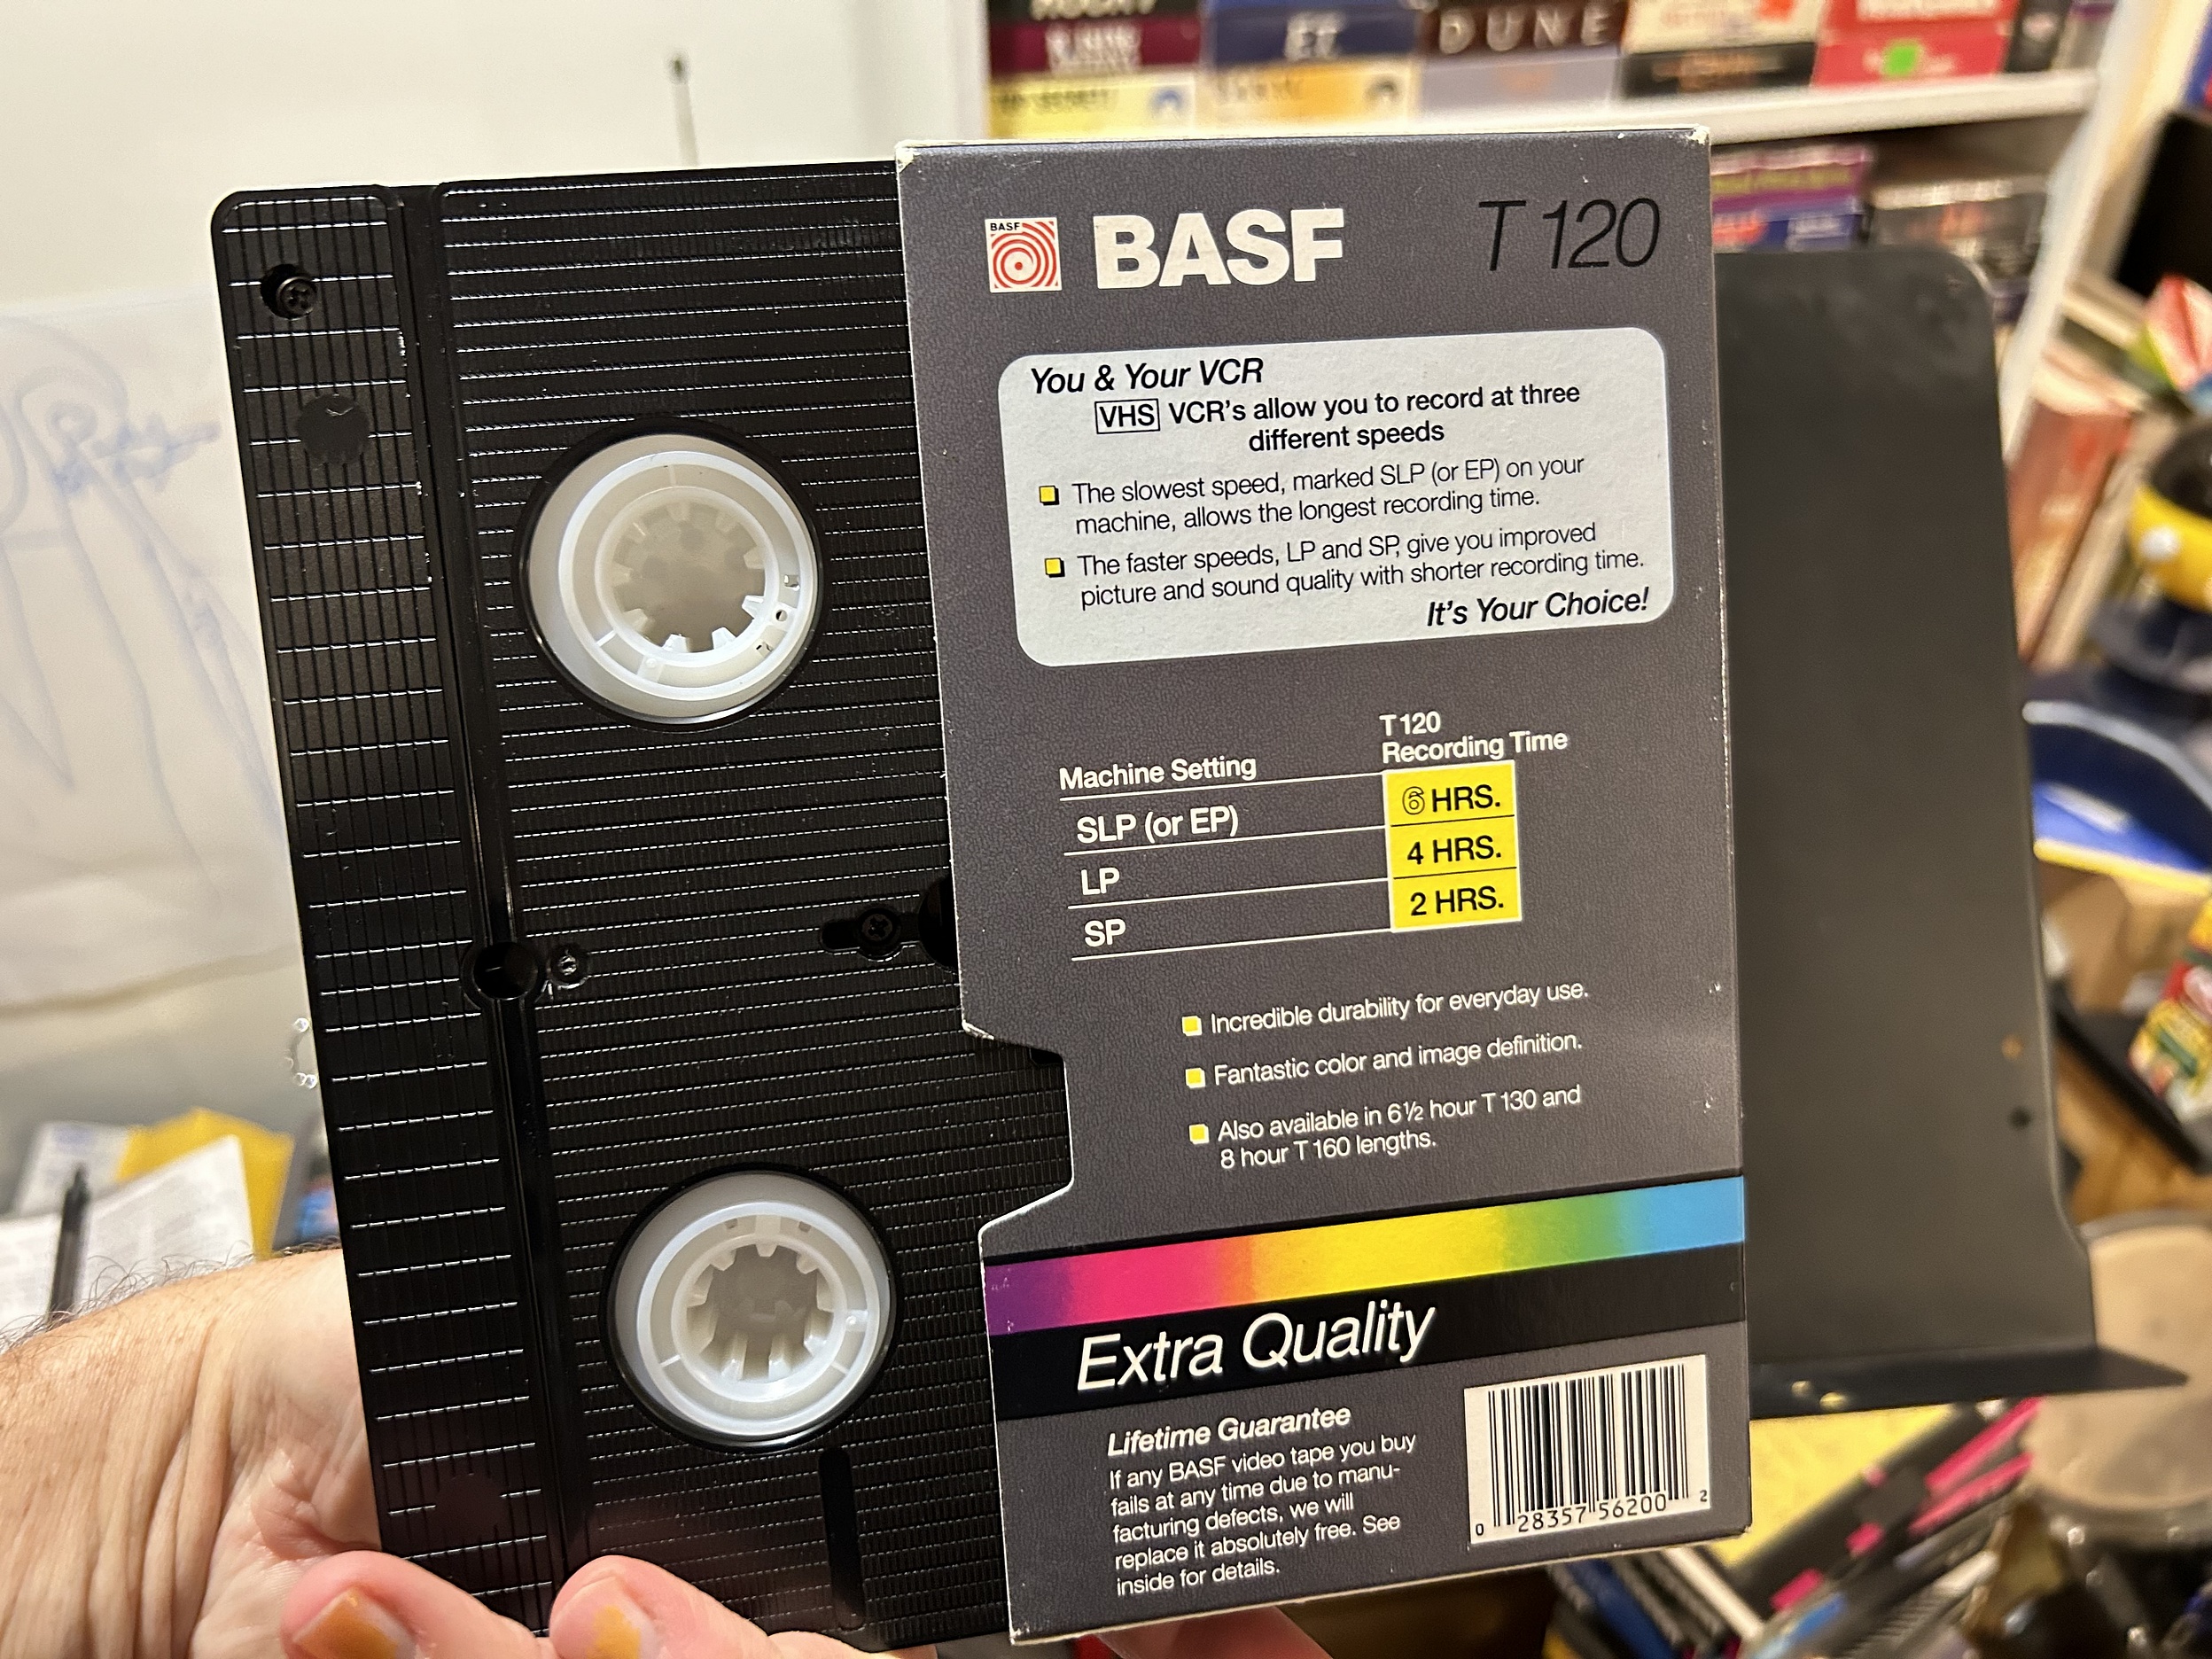 E.T.
DUNE
BASF
BASF
T 120
You & Your VCR
VHS VCR's allow you to record at three
different speeds
The slowest speed, marked SLP (or EP) on your
machine, allows the longest recording time.
The faster speeds, LP and SP, give you improved
picture and sound quality with shorter recording time.
It's Your Choice!
T 120
Machine Setting Recording Time
SLP (or EP) 6 HRS.
LP 4 HRS.
SP 2 HRS.
Incredible durability for everyday use.
Fantastic color and image definition.
Also available in 6½ hour T 130 and
8 hour T 160 lengths.
Extra Quality
Lifetime Guarantee
If any BASF video tape you buy
fails at any time due to manu-
facturing defects, we will
replace it absolutely free. See
inside for details.
0 28357 56200 2